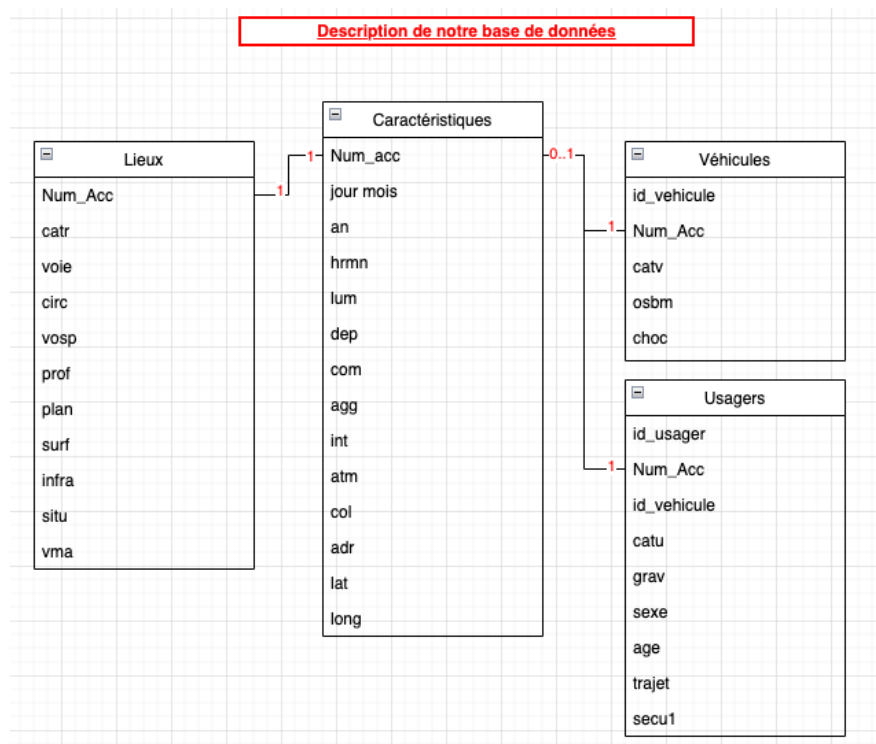 Description de notre base de données
Lieux
Num_Acc
catr
voie
circ
vosp
prof
plan
surf
infra
situ
vma
1
1
Caractéristiques
Num_acc
jour mois
an
hrmn
lum
dep
com
agg
int
atm
col
adr
lat
long
0..1
1
1
Véhicules
id_vehicule
Num_Acc
catv
osbm
choc
Usagers
id_usager
Num_Acc
id_vehicule
catu
grav
sexe
age
trajet
secu1